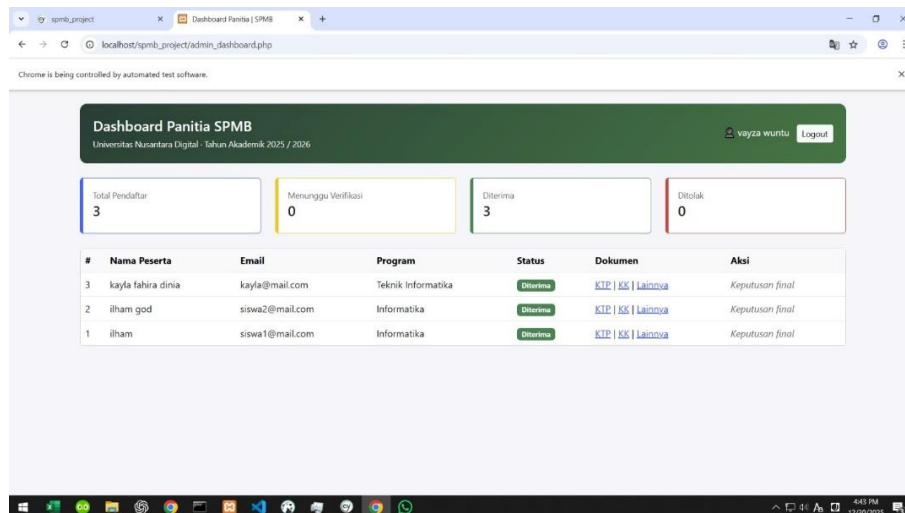 spmb_project
Dashboard Panitia | SPMB
localhost/spmb_project/admin_dashboard.php
Chrome is being controlled by automated test software.
Dashboard Panitia SPMB
Universitas Nusantara Digital - Tahun Akademik 2025 / 2026
vayza wuntu Logout
Total Pendaftar Menunggu Verifikasi Diterima Ditolak
3 0 3 0
# Nama Peserta Email Program Status Dokumen Aksi
3 kayla fahira dinia kayla@mail.com Teknik Informatika Diterima KTP | KK | Lainnya Keputusan final
2 ilham god siswa2@mail.com Informatika Diterima KTP | KK | Lainnya Keputusan final
1 ilham siswa1@mail.com Informatika Diterima KTP | KK | Lainnya Keputusan final
4:43 PM